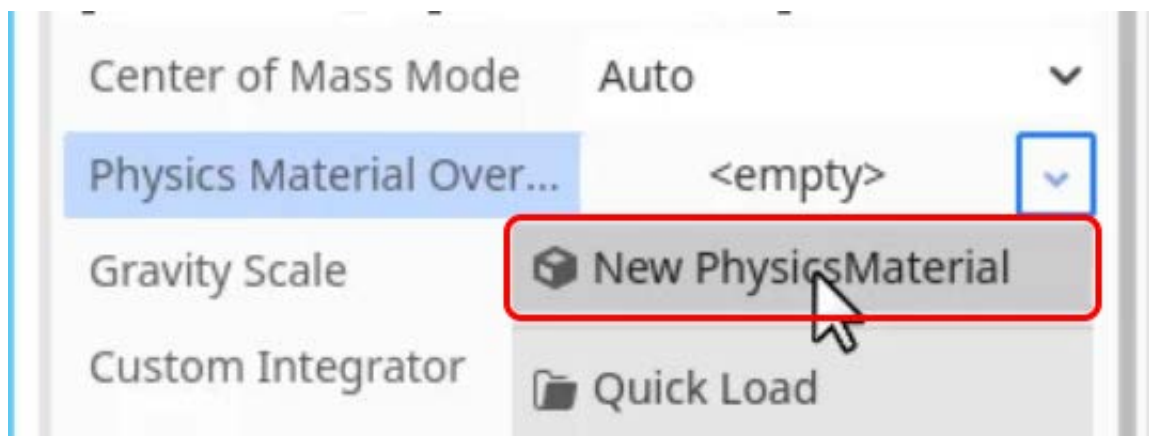 Center of Mass Mode Auto
Physics Material Over... <empty>
Gravity Scale New PhysicsMaterial
Custom Integrator Quick Load